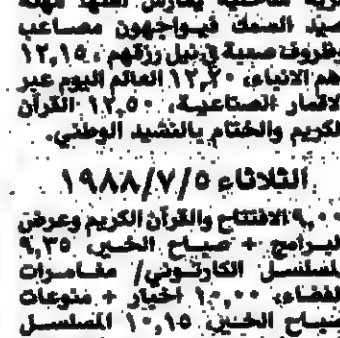 صيد السمك فيواجهون مصاعب
وظروف صعبة في نيل رزقهم، ١٢,١٥
اهم الانباء، ١٢,٢٠ العالم اليوم عبر
الاقمار الصناعية، ١٢,٥٠ القرآن
الكريم والختام بالنشيد الوطني.
الثلاثاء ١٩٨٨/٧/٥
٩,٠٠ الافتتاح والقرآن الكريم وعرض
البرامج + صباح الخير، ٩,٣٥
المسلسل الكارتوني/ مغامرات
الفضاء، ١٠,٠٠ اخبار + منوعات
صباح الخير، ١٠,١٥ المسلسل